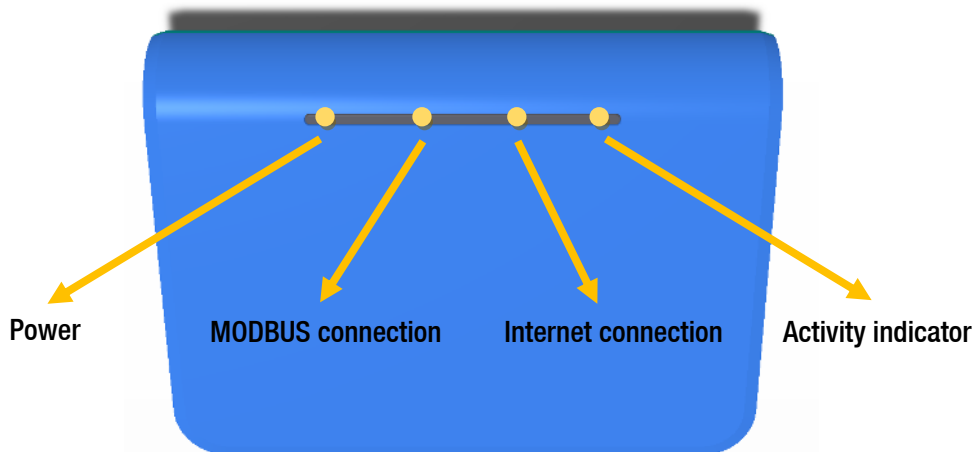 Power
MODBUS connection
Internet connection
Activity indicator